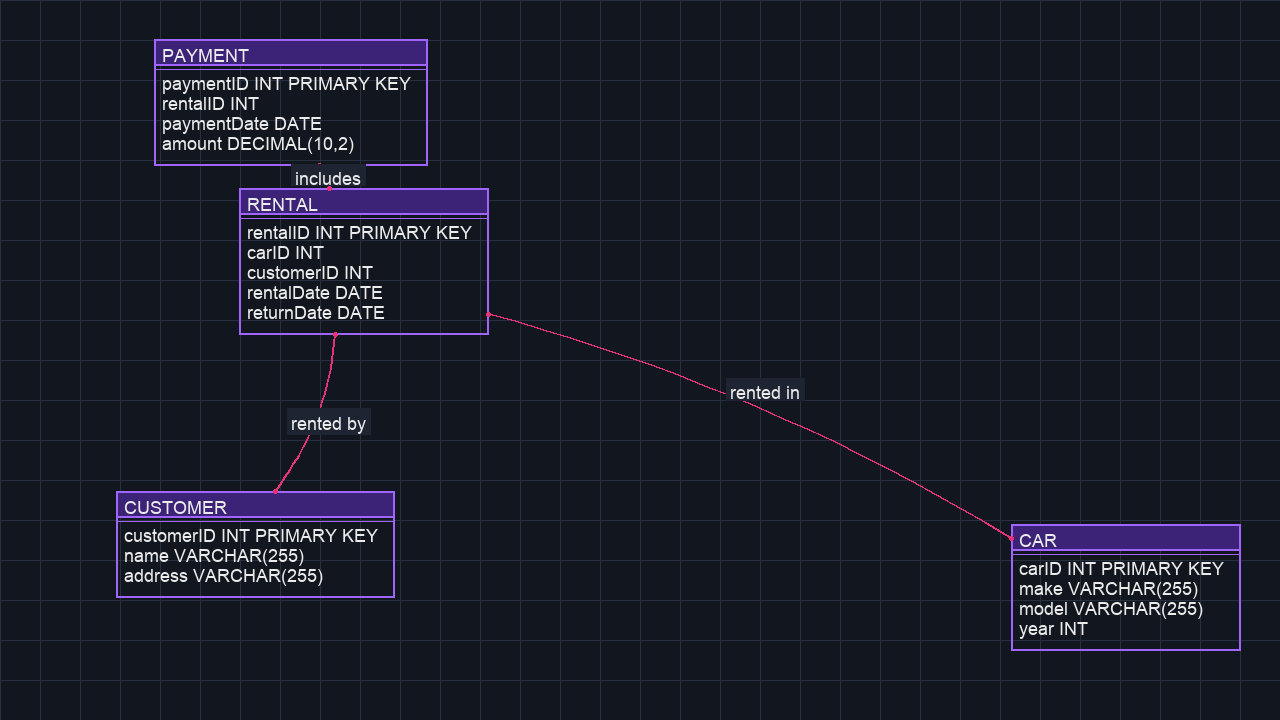 PAYMENT
paymentID INT PRIMARY KEY
rentalID INT
paymentDate DATE
amount DECIMAL(10,2)
includes
RENTAL
rentalID INT PRIMARY KEY
carID INT
customerID INT
rentalDate DATE
returnDate DATE
rented in
rented by
CUSTOMER
customerID INT PRIMARY KEY
name VARCHAR(255)
address VARCHAR(255)
CAR
carID INT PRIMARY KEY
make VARCHAR(255)
model VARCHAR(255)
year INT